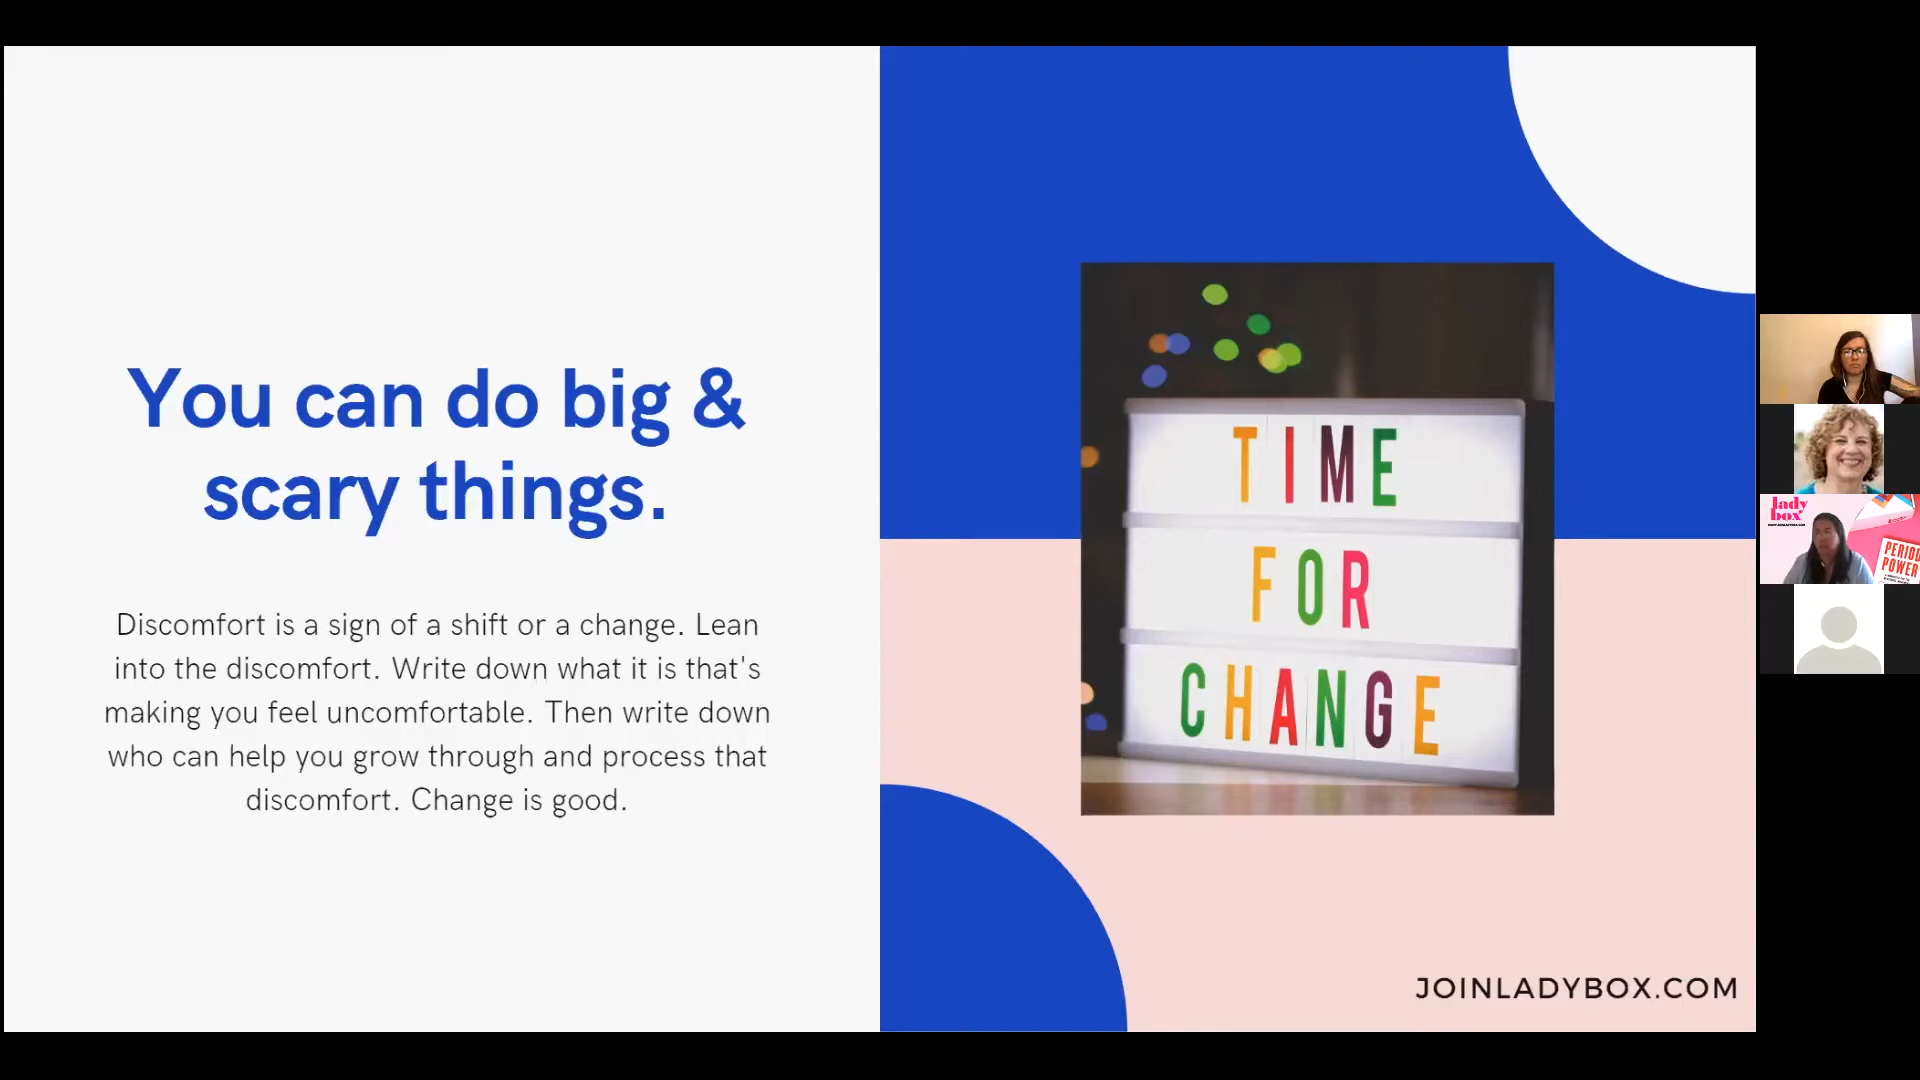 You can do big &
scary things.
Discomfort is a sign of a shift or a change. Lean
into the discomfort. Write down what it is that's
making you feel uncomfortable. Then write down
who can help you grow through and process that
discomfort. Change is good.
TIME
FOR
CHANGE
JOINLADYBOX.COM
lady
box
PERIOD
POWER